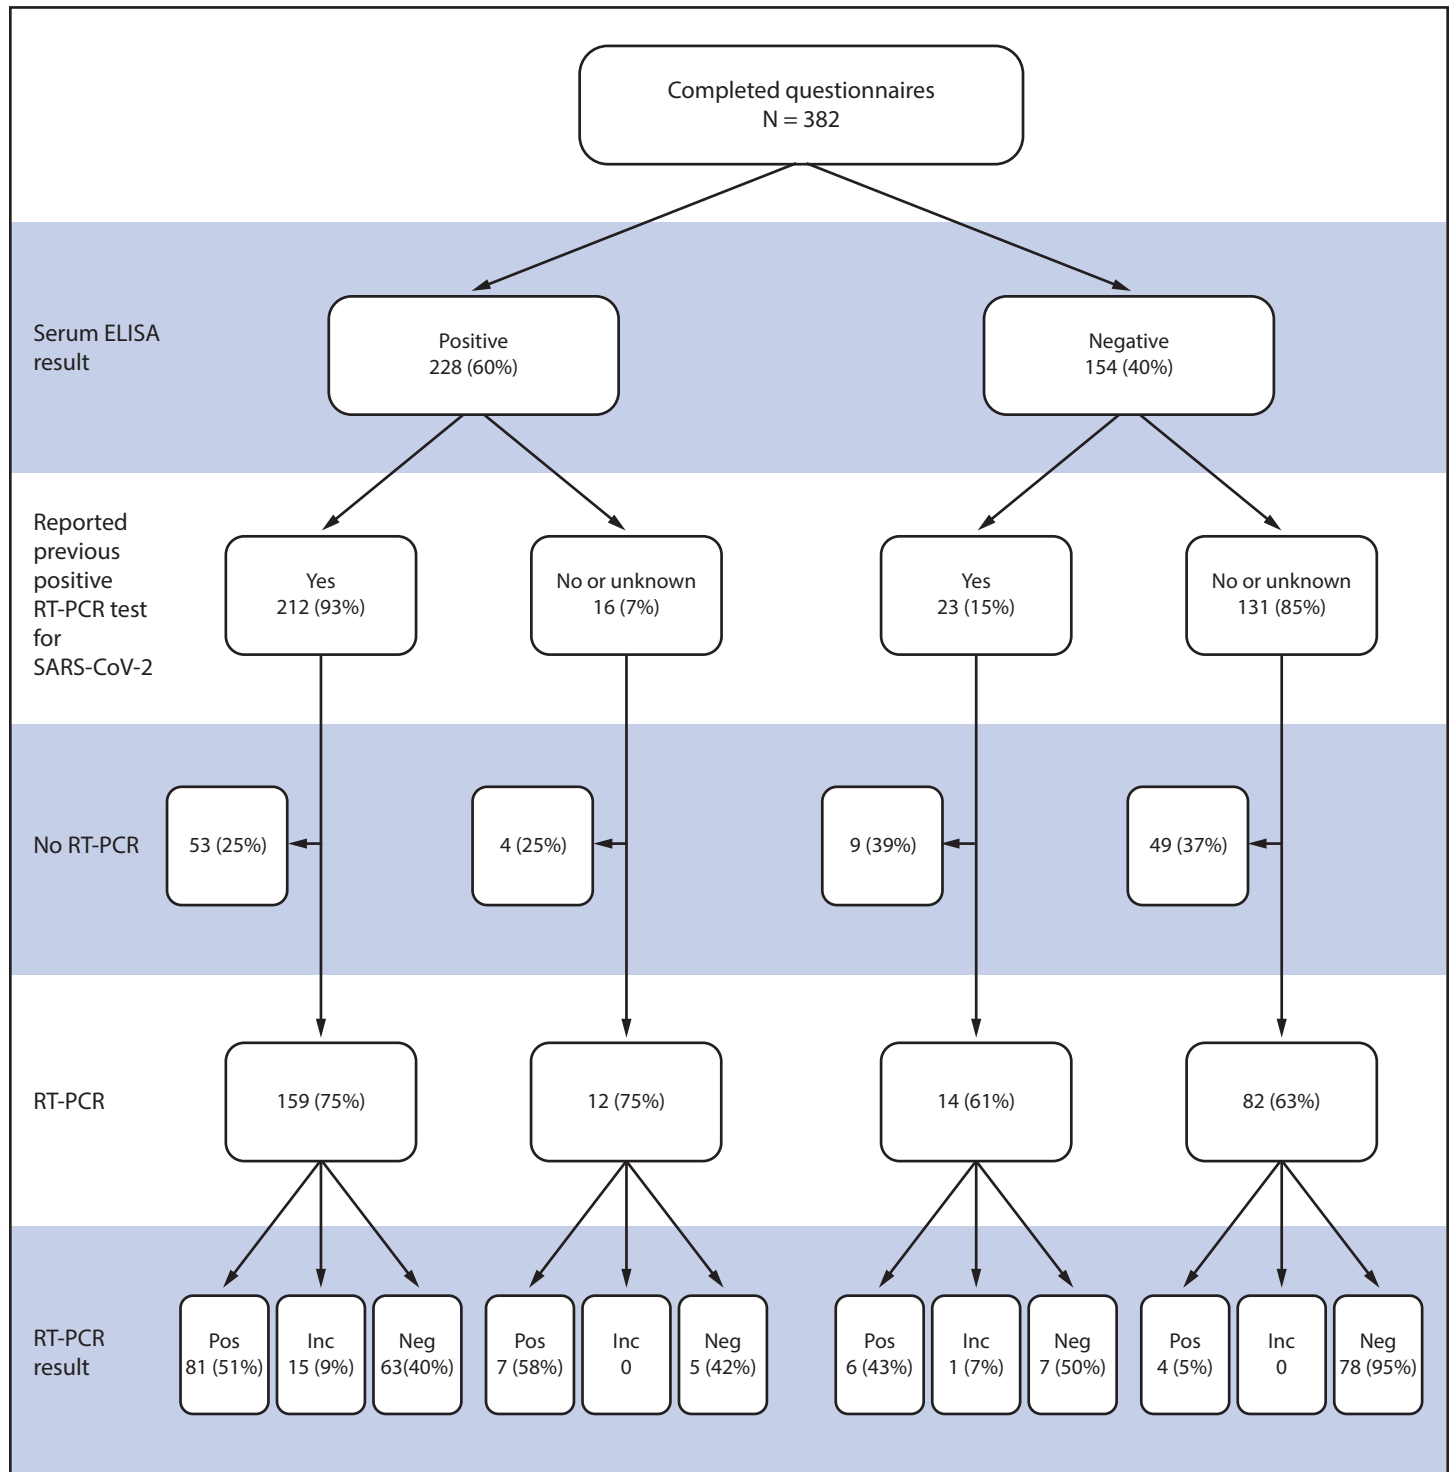 Completed questionnaires
N = 382
Serum ELISA
result
Positive
228 (60%)
Negative
154 (40%)
Reported
previous
positive
RT-PCR test
for
SARS-CoV-2
Yes
212 (93%)
No or unknown
16 (7%)
Yes
23 (15%)
No or unknown
131 (85%)
No RT-PCR
53 (25%)
4 (25%)
9 (39%)
49 (37%)
RT-PCR
159 (75%)
12 (75%)
14 (61%)
82 (63%)
RT-PCR
result
Pos
81 (51%)
Inc
15 (9%)
Neg
63(40%)
Pos
7 (58%)
Inc
0
Neg
5 (42%)
Pos
6 (43%)
Inc
1 (7%)
Neg
7 (50%)
Pos
4 (5%)
Inc
0
Neg
78 (95%)